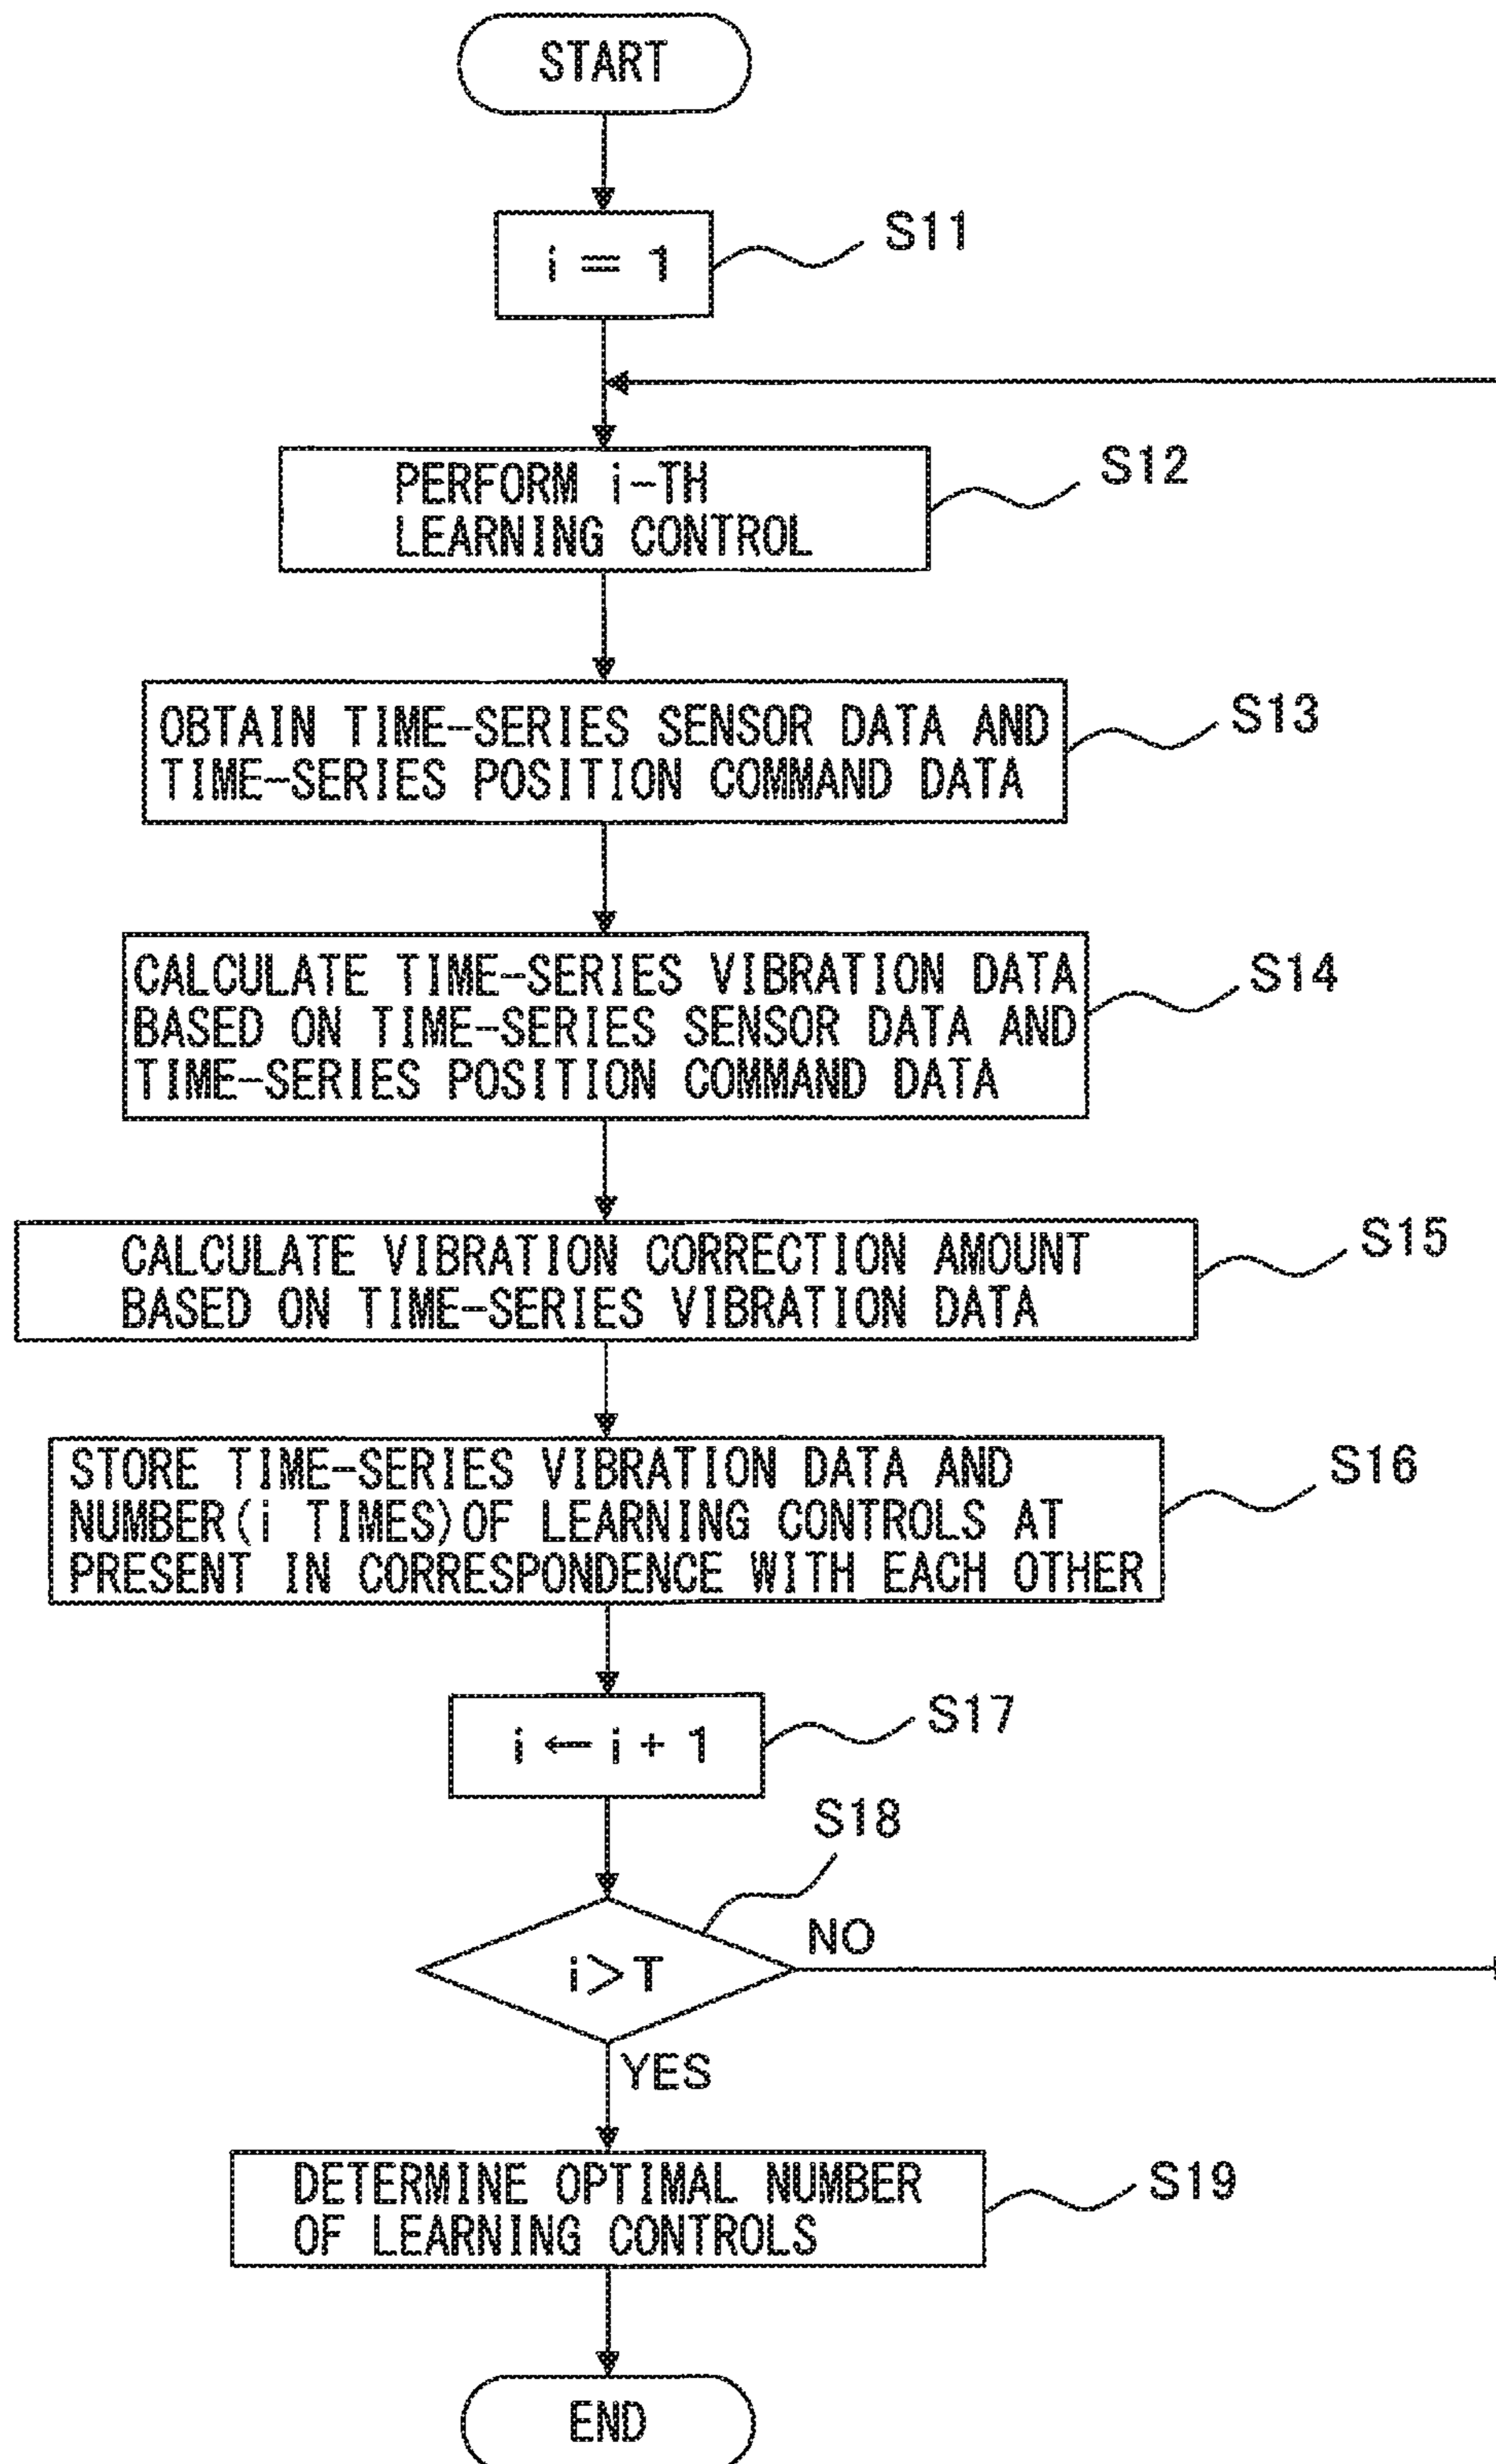 START
i = 1
S11
PERFORM i-TH
LEARNING CONTROL
S12
OBTAIN TIME-SERIES SENSOR DATA AND
TIME-SERIES POSITION COMMAND DATA
S13
CALCULATE TIME-SERIES VIBRATION DATA
BASED ON TIME-SERIES SENSOR DATA AND
TIME-SERIES POSITION COMMAND DATA
S14
CALCULATE VIBRATION CORRECTION AMOUNT
BASED ON TIME-SERIES VIBRATION DATA
S15
STORE TIME-SERIES VIBRATION DATA AND
NUMBER(i TIMES)OF LEARNING CONTROLS AT
PRESENT IN CORRESPONDENCE WITH EACH OTHER
S16
i ← i + 1
S17
S18
i>T
NO
YES
DETERMINE OPTIMAL NUMBER
OF LEARNING CONTROLS
S19
END